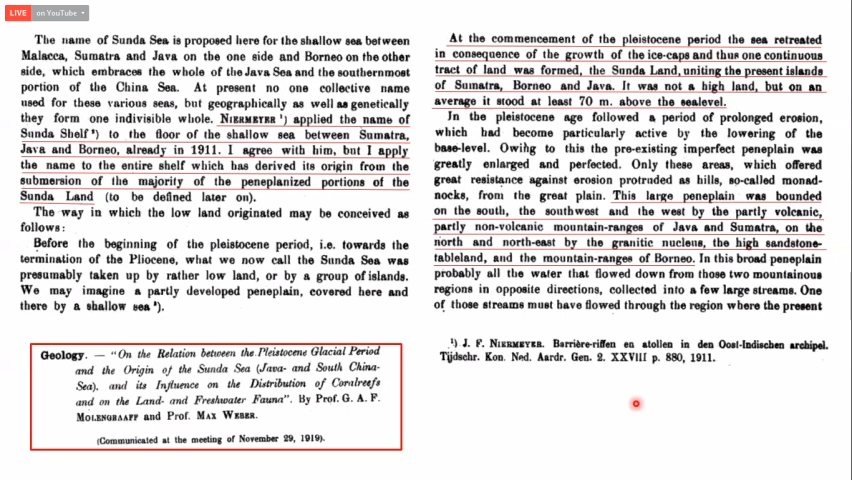 LIVE en YouTube
The name of Sunda Sea is proposed here for the shallow sea between
Malacca, Sumatra and Java on the one side and Borneo on the other
side, which embraces the whole of the Java Sea and the southernmost
portion of the China Sea. At present no one collective name
used for these various seas, but geographically as well as genetically
they form one indivisible whole. NIERMEYER ¹) applied the name of
Sunda Shelf ²) to the floor of the shallow sea between Sumatra,
Java and Borneo, already in 1911. I agree with him, but I apply
the name to the entire shelf which has derived its origin from the
submersion of the majority of the peneplanized portions of the
Sunda Land (to be defined later on).
The way in which the low land originated may be conceived as
follows:
Before the beginning of the pleistocene period, i.e. towards the
termination of the Pliocene, what we now call the Sunda Sea was
presumably taken up by rather low land, or by a group of islands.
We may imagine a partly developed peneplain, covered here and
there by a shallow sea ³).
Geology. — "On the Relation between the Pleistocene Glacial Period
and the Origin of the Sunda Sea (Java- and South China-
Sea), and its Influence on the Distribution of Coralreefs
and on the Land- and Freshwater Fauna". By Prof. G. A. F.
MOLENGRAAFF and Prof. MAX WEBER.
(Communicated at the meeting of November 29, 1919).
At the commencement of the pleistocene period the sea retreated
in consequence of the growth of the ice-caps and thus one continuous
tract of land was formed, the Sunda Land, uniting the present islands
of Sumatra, Borneo and Java. It was not a high land, but on an
average it stood at least 70 m. above the sealevel.
In the pleistocene age followed a period of prolonged erosion,
which had become particularly active by the lowering of the
base-level. Owing to this the pre-existing imperfect peneplain was
greatly enlarged and perfected. Only these areas, which offered
great resistance against erosion protruded as hills, so-called monad-
nocks, from the great plain. This large peneplain was bounded
on the south, the southwest and the west by the partly volcanic,
partly non-volcanic mountain-ranges of Java and Sumatra, on the
north and north-east by the granitic nucleus, the high sandstone-
tableland, and the mountain-ranges of Borneo. In this broad peneplain
probably all the water that flowed down from those two mountainous
regions in opposite directions, collected into a few large streams. One
of those streams must have flowed through the region where the present
¹) J. F. NIERMEYER. Barrière-riffen en atollen in den Oost-Indischen archipel.
Tijdschr. Kon. Ned. Aardr. Gen. 2. XXVIII p. 880, 1911.